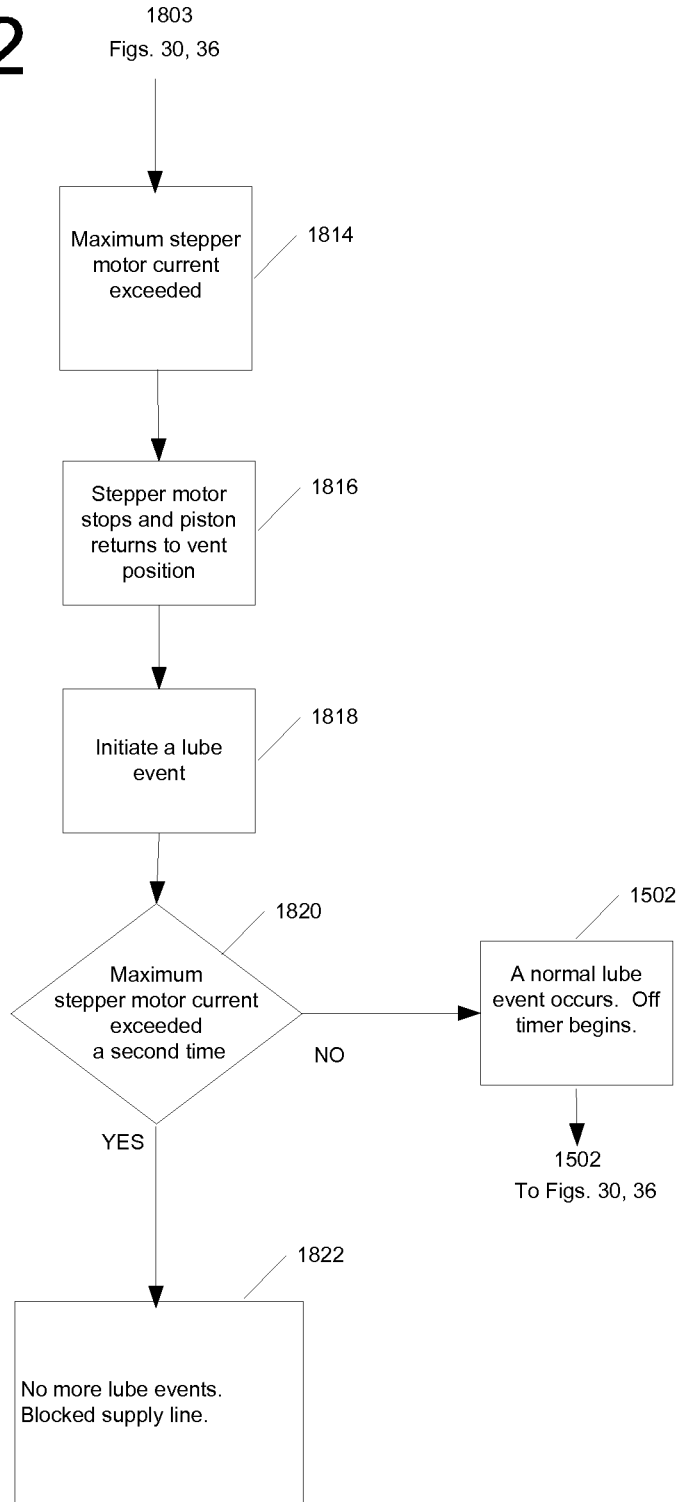 2
1803
Figs. 30, 36
Maximum stepper
motor current
exceeded
1814
Stepper motor
stops and piston
returns to vent
position
1816
Initiate a lube
event
1818
Maximum
stepper motor current
exceeded
a second time
1820
NO
YES
A normal lube
event occurs. Off
timer begins.
1502
1502
To Figs. 30, 36
No more lube events.
Blocked supply line.
1822